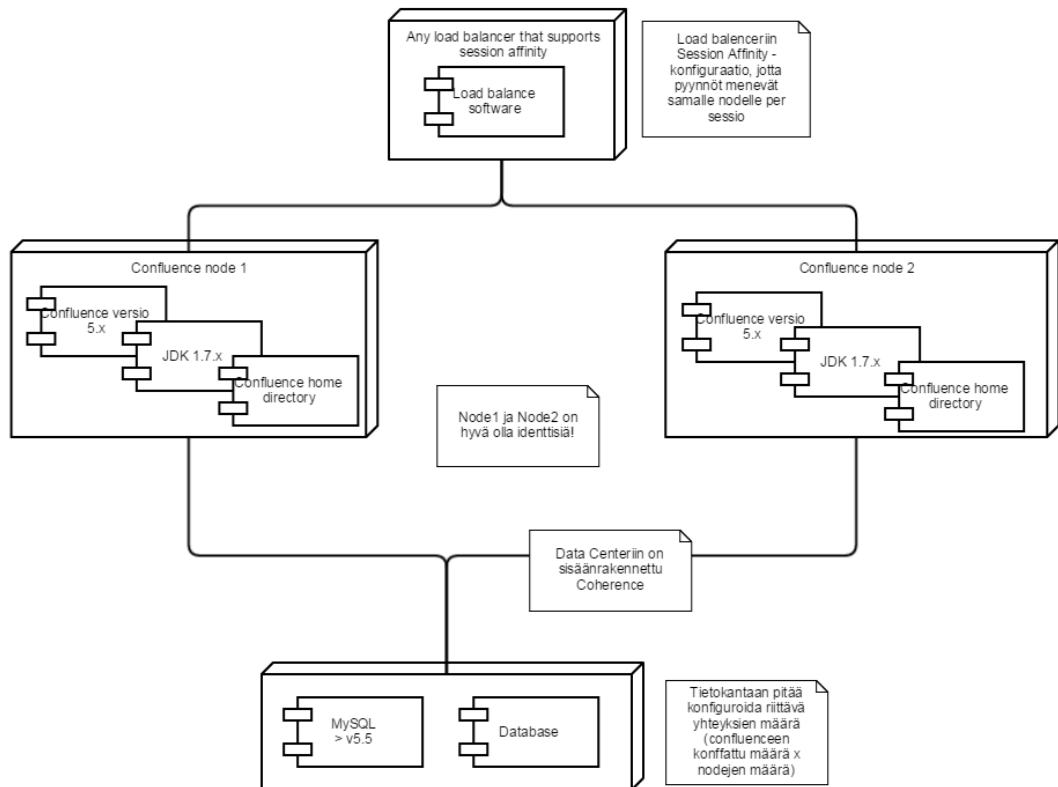 Any load balancer that supports
session affinity
Load balance
software
Load balenceriin
Session Affinity -
konfiguraatio, jotta
pyynnöt menevät
samalle nodelle per
sessio
Confluence node 1
Confluence versio
5.x
JDK 1.7.x
Confluence home
directory
Confluence node 2
Confluence versio
5.x
JDK 1.7.x
Confluence home
directory
Node1 ja Node2 on
hyvä olla identtisiä!
Data Centeriin on
sisäänrakennettu
Coherence
MySQL
> v5.5
Database
Tietokantaan pitää
konfiguroida riittävä
yhteyksien määrä
(confluenceen
konffattu määrä x
nodejen määrä)